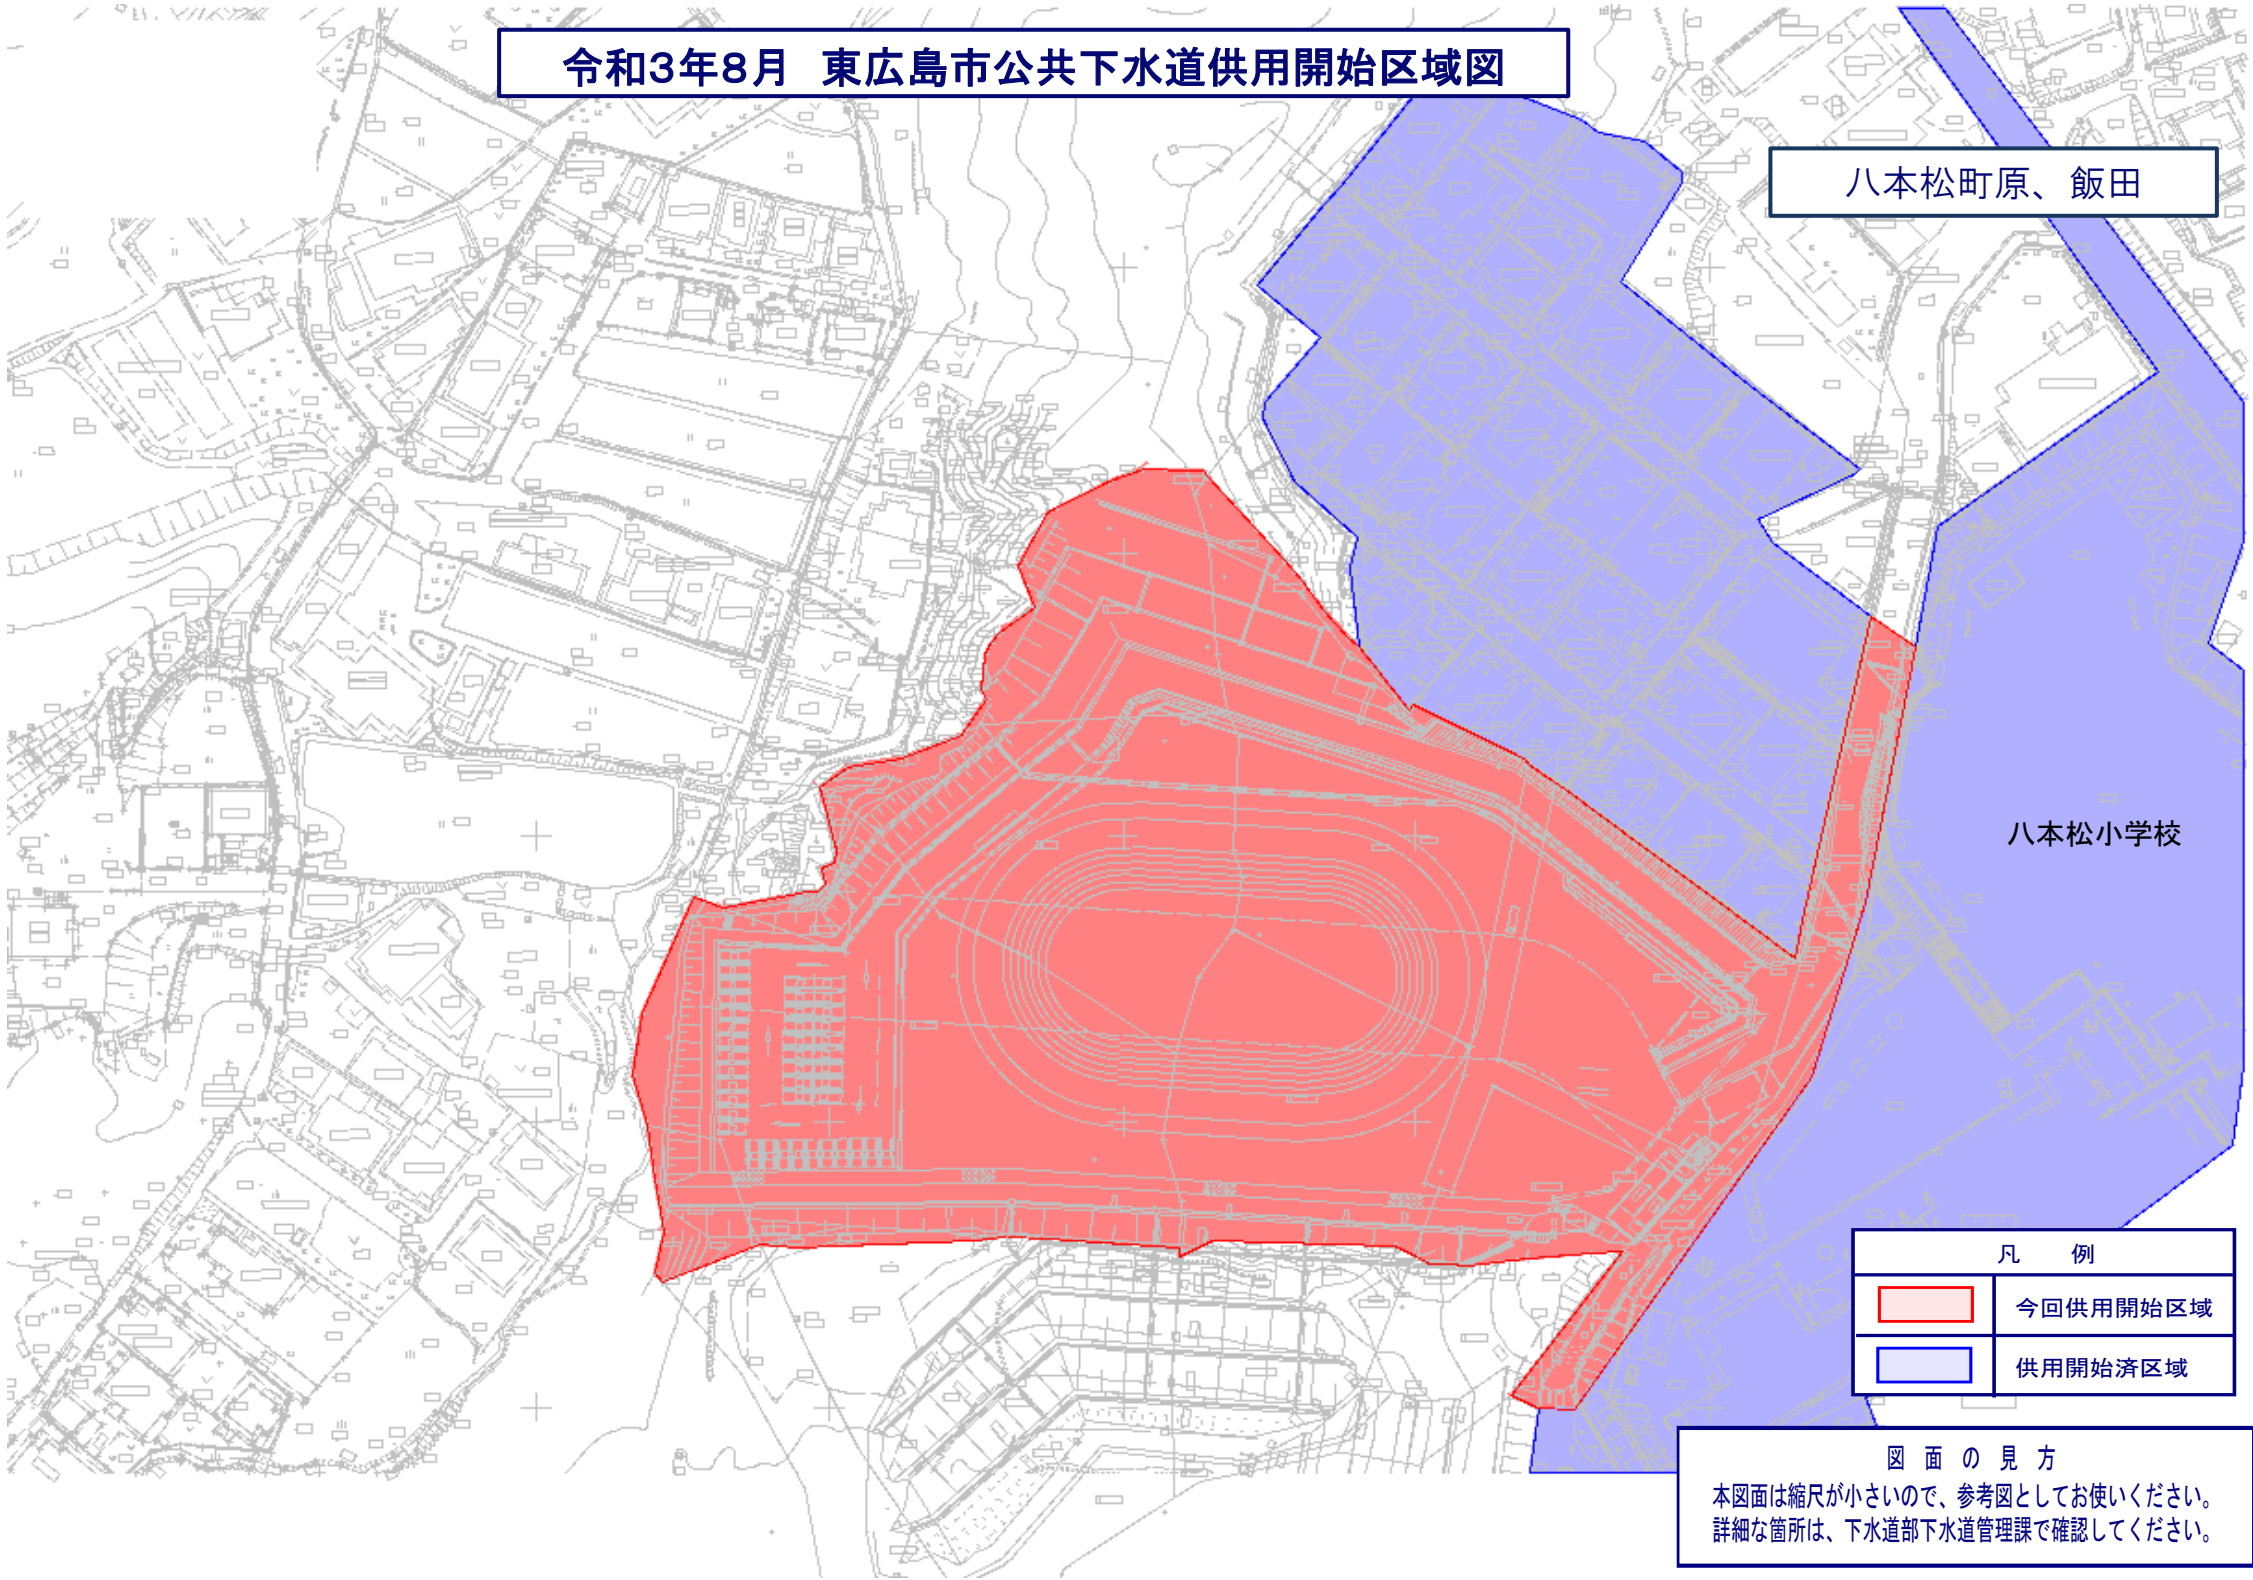 令和3年8月　東広島市公共下水道供用開始区域図
八本松町原、飯田
八本松小学校
凡　例
今回供用開始区域
供用開始済区域
図　面　の　見　方
本図面は縮尺が小さいので、参考図としてお使いください。
詳細な箇所は、下水道部下水道管理課で確認してください。